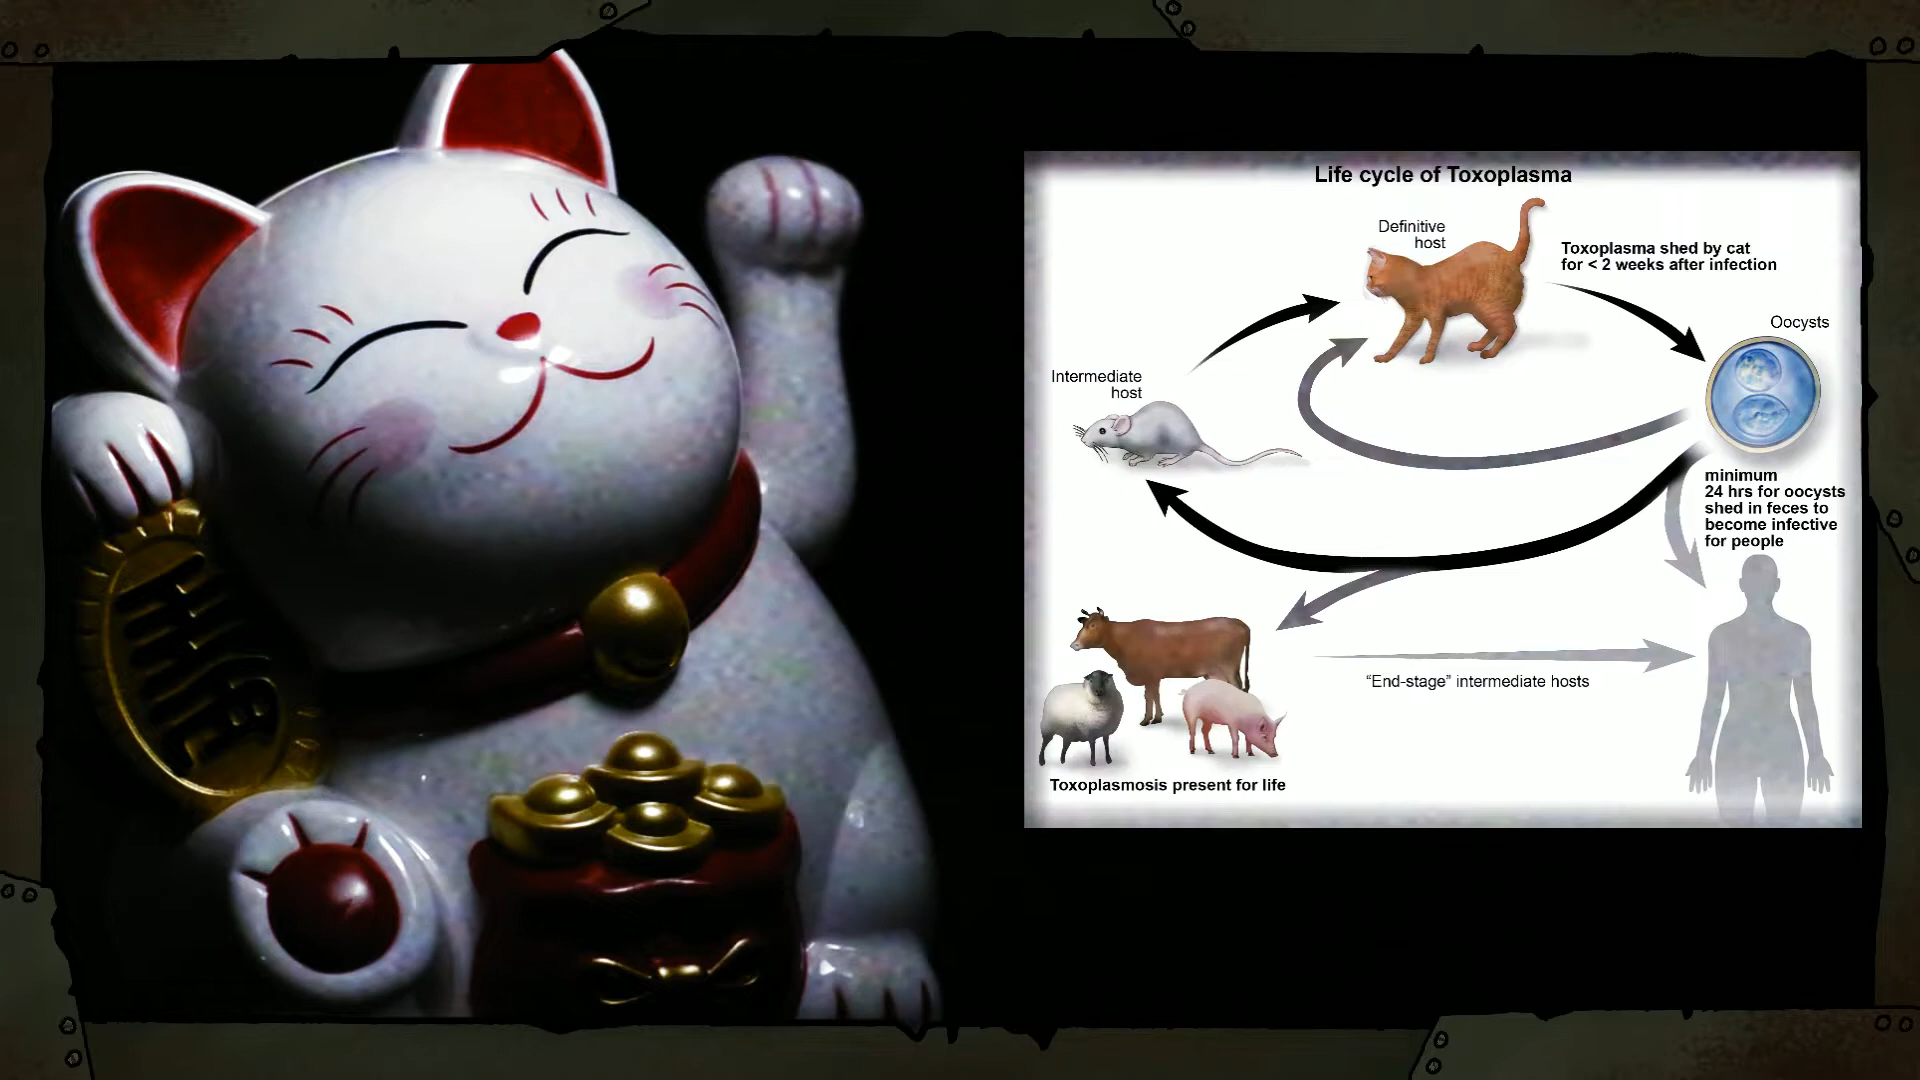 Life cycle of Toxoplasma
Definitive
host
Toxoplasma shed by cat
for < 2 weeks after infection
Oocysts
Intermediate
host
minimum
24 hrs for oocysts
shed in feces to
become infective
for people
“End-stage” intermediate hosts
Toxoplasmosis present for life